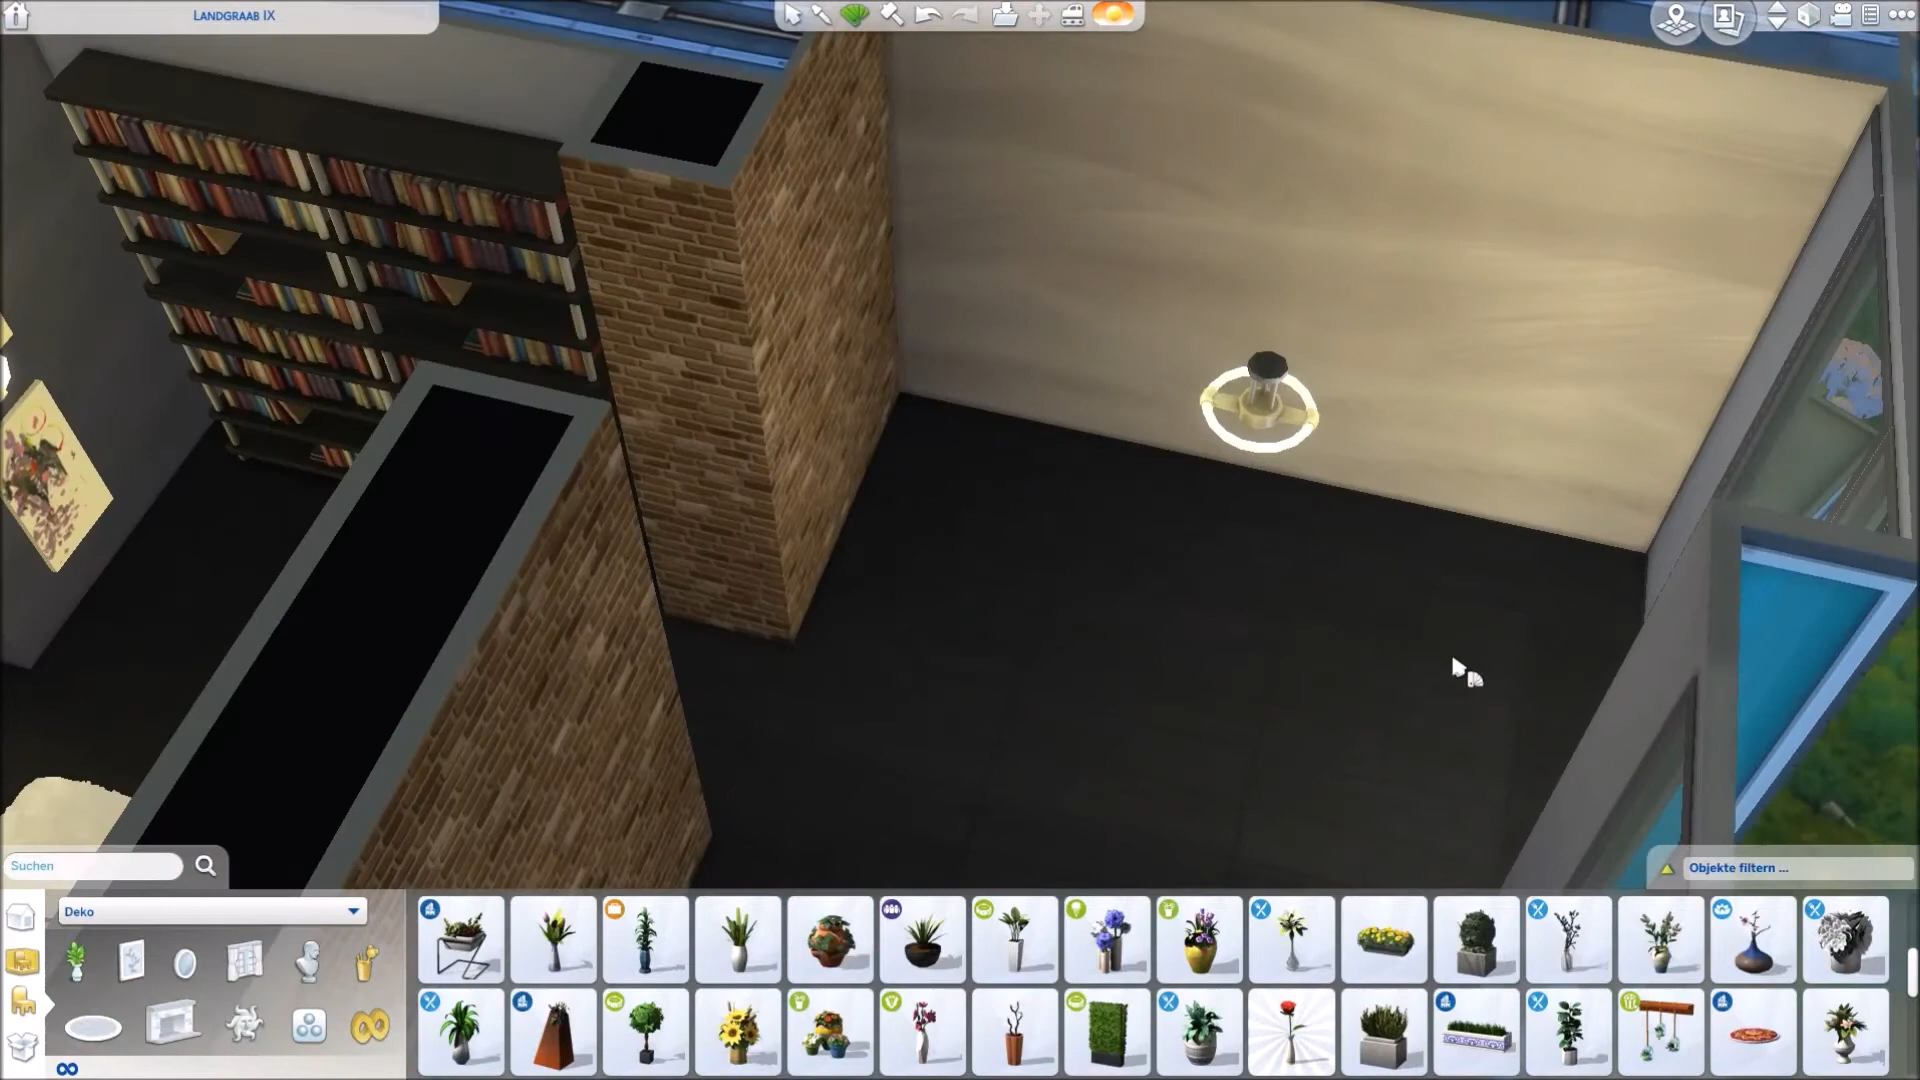 LANDGRAAB IX
Suchen
Objekte filtern ...
Deko